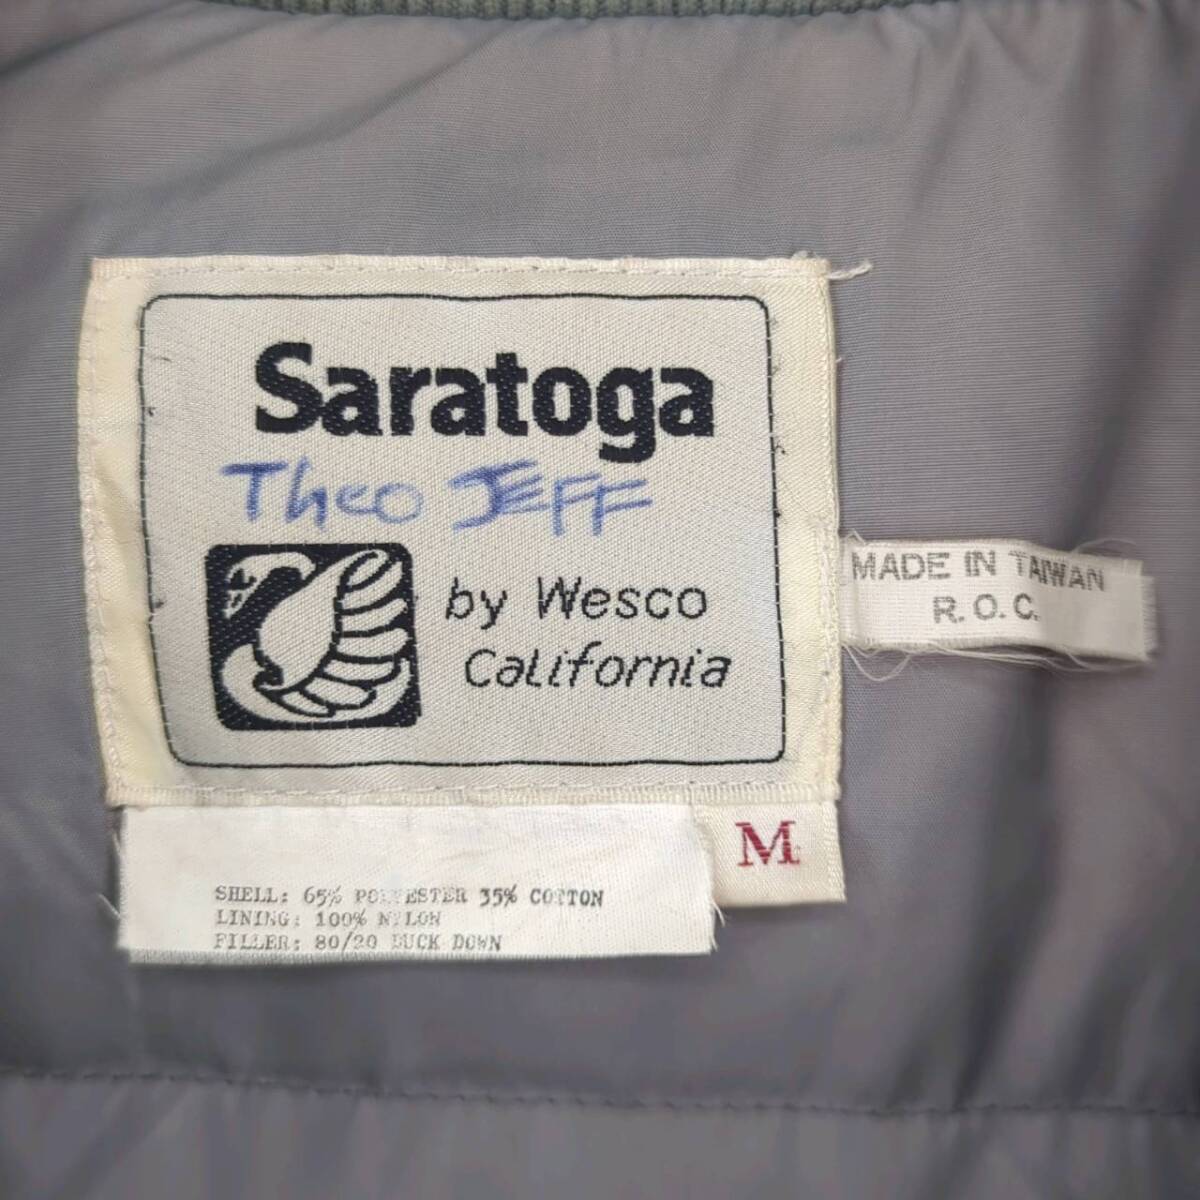 Saratoga
Theo JEFF
by Wesco
California
MADE IN TAIWAN
R.O.C.
M
SHELL: 65% POLYESTER 35% COTTON
LINING: 100% NYLON
FILLER: 80/20 DUCK DOWN